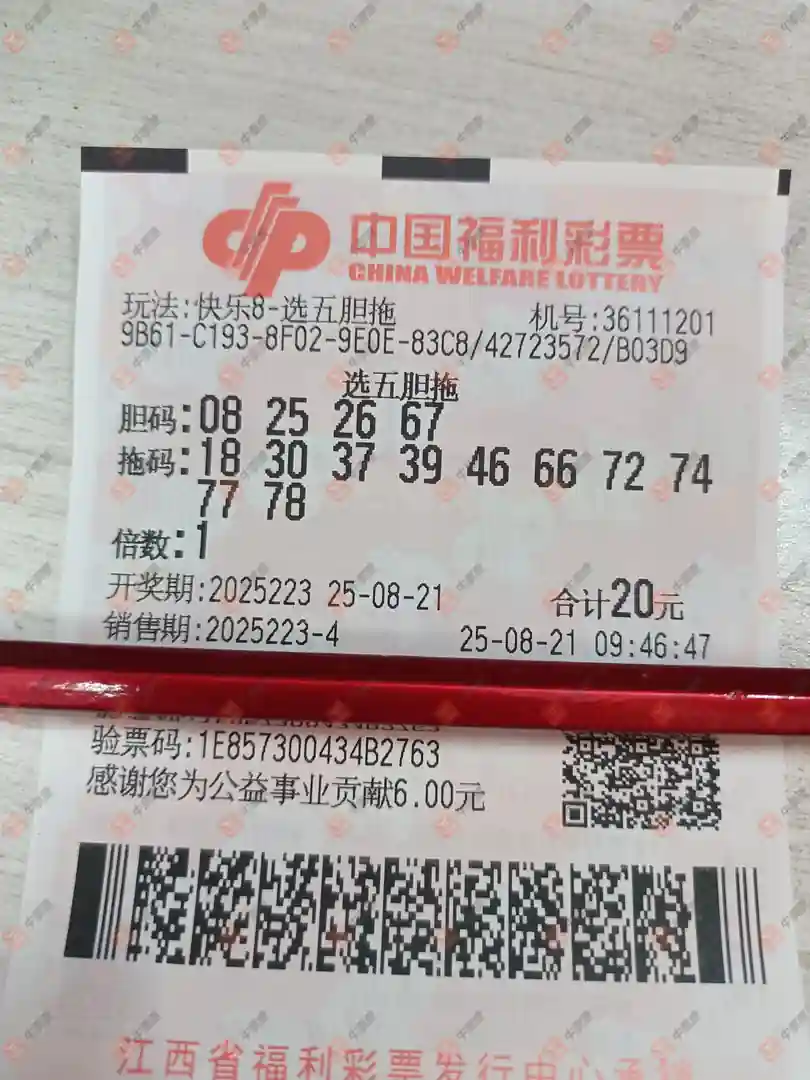 中国福利彩票
CHINA WELFARE LOTTERY
玩法:快乐8-选五胆拖 机号:36111201
9B61-C193-8F02-9E0E-83C8/42723572/B03D9
选五胆拖
胆码:08 25 26 67
拖码:18 30 37 39 46 66 72 74
77 78
倍数:1
开奖期:2025223 25-08-21 合计20元
销售期:2025223-4 25-08-21 09:46:47
验票码:1E857300434B2763
感谢您为公益事业贡献6.00元
江西省福利彩票发行中心承销